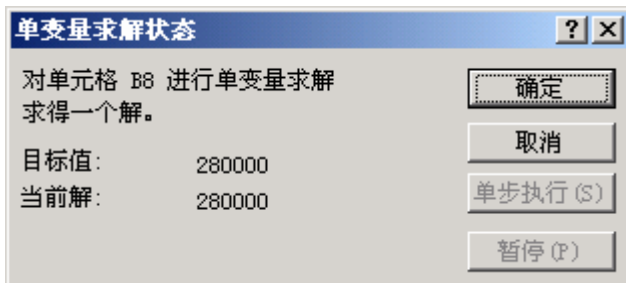 单变量求解状态
对单元格 B8 进行单变量求解
求得一个解。
目标值: 280000
当前解: 280000
确定
取消
单步执行(S)
暂停(P)